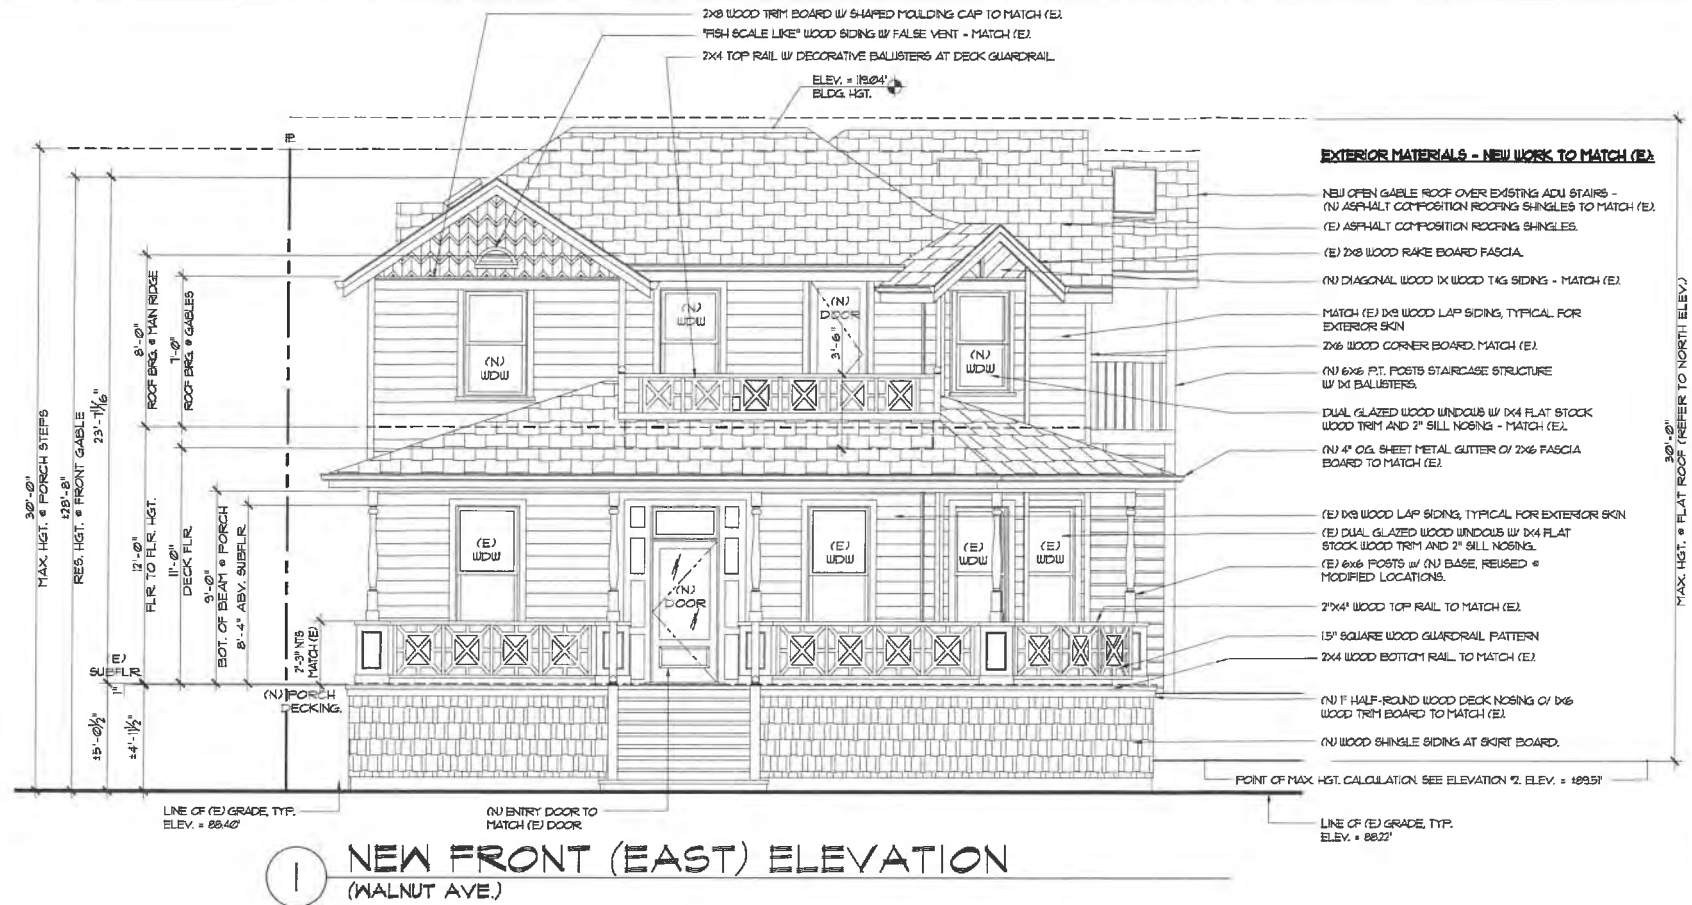 2X8 WOOD TRIM BOARD W/ SHAPED MOULDING CAP TO MATCH (E).
"FISH SCALE LIKE" WOOD SIDING W/ FALSE VENT - MATCH (E).
2X4 TOP RAIL W/ DECORATIVE BALUSTERS AT DECK GUARDRAIL
ELEV. = 119.04'
BLDG. HGT.
EXTERIOR MATERIALS - NEW WORK TO MATCH (E).
NEW OPEN GABLE ROOF OVER EXISTING ADU STAIRS -
(N) ASPHALT COMPOSITION ROOFING SHINGLES TO MATCH (E).
(E) ASPHALT COMPOSITION ROOFING SHINGLES.
(E) 2X8 WOOD RAKE BOARD FASCIA.
(N) DIAGONAL WOOD 1X WOOD T&G SIDING - MATCH (E).
MATCH (E) 1X9 WOOD LAP SIDING, TYPICAL FOR
EXTERIOR SKIN
2X6 WOOD CORNER BOARD. MATCH (E).
(N) 6X6 P.T. POSTS STAIRCASE STRUCTURE
W/ 1X1 BALUSTERS.
DUAL GLAZED WOOD WINDOWS W/ 1X4 FLAT STOCK
WOOD TRIM AND 2" SILL NOSING - MATCH (E).
(N) 4" O.G. SHEET METAL GUTTER O/ 2X6 FASCIA
BOARD TO MATCH (E).
(E) 1X9 WOOD LAP SIDING, TYPICAL FOR EXTERIOR SKIN
(E) DUAL GLAZED WOOD WINDOWS W/ 1X4 FLAT
STOCK WOOD TRIM AND 2" SILL NOSING.
(E) 6x6 POSTS w/ (N) BASE, REUSED @
MODIFIED LOCATIONS.
2"X4" WOOD TOP RAIL TO MATCH (E).
1.5" SQUARE WOOD GUARDRAIL PATTERN
2X4 WOOD BOTTOM RAIL TO MATCH (E).
(N) 1" HALF-ROUND WOOD DECK NOSING O/ 1X6
WOOD TRIM BOARD TO MATCH (E).
(N) WOOD SHINGLE SIDING AT SKIRT BOARD.
POINT OF MAX. HGT. CALCULATION SEE ELEVATION #2. ELEV. = ±89.51'
LINE OF (E) GRADE, TYP.
ELEV. = 88.22'
30'-0"
MAX. HGT. @ FLAT ROOF (REFER TO NORTH ELEV.)
30'-0"
MAX. HGT. @ PORCH STEPS
±28'-8"
RES. HGT. @ FRONT GABLE
23'-7 1/16"
8'-0"
ROOF BRG. @ MAIN RIDGE
7'-0"
ROOF BRG. @ GABLES
12'-0"
FLR. TO FLR. HGT.
11'-0"
DECK FLR.
9'-0"
BOT. OF BEAM @ PORCH
8'-4" ABV. SUBFLR.
2'-3" NTS
MATCH (E)
(E)
SUBFLR.
1"
±5'-0 1/2"
±4'-11 1/2"
(N) PORCH
DECKING.
(N)
WDW
(N)
WDW
(N)
DOOR
3'-6"
(N)
WDW
(E)
WDW
(N)
DOOR
(E)
WDW
(E)
WDW
(E)
WDW
LINE OF (E) GRADE, TYP.
ELEV. = 88.40'
(N) ENTRY DOOR TO
MATCH (E) DOOR
1
NEW FRONT (EAST) ELEVATION
(WALNUT AVE.)